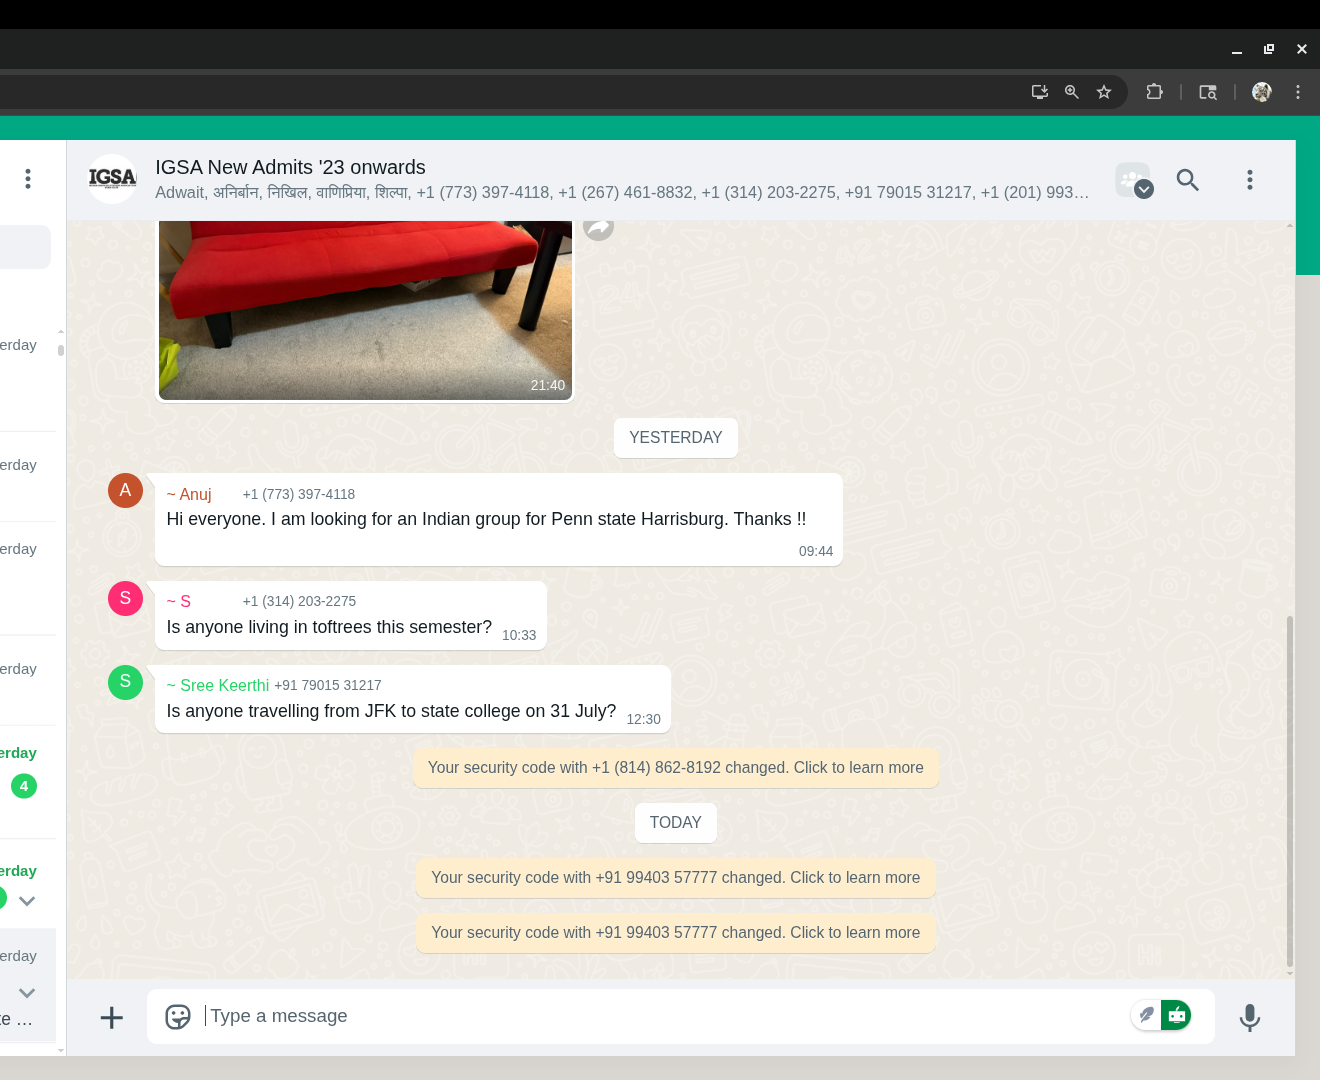 IGSA
IGSA New Admits '23 onwards
Adwait, अनिर्बान, निखिल, वाणिप्रिया, शिल्पा, +1 (773) 397-4118, +1 (267) 461-8832, +1 (314) 203-2275, +91 79015 31217, +1 (201) 993…
erday
erday
erday
erday
erday
4
erday
erday
te …
21:40
YESTERDAY
A
~ Anuj +1 (773) 397-4118
Hi everyone. I am looking for an Indian group for Penn state Harrisburg. Thanks !!
09:44
S
~ S +1 (314) 203-2275
Is anyone living in toftrees this semester? 10:33
S
~ Sree Keerthi +91 79015 31217
Is anyone travelling from JFK to state college on 31 July? 12:30
Your security code with +1 (814) 862-8192 changed. Click to learn more
TODAY
Your security code with +91 99403 57777 changed. Click to learn more
Your security code with +91 99403 57777 changed. Click to learn more
Type a message